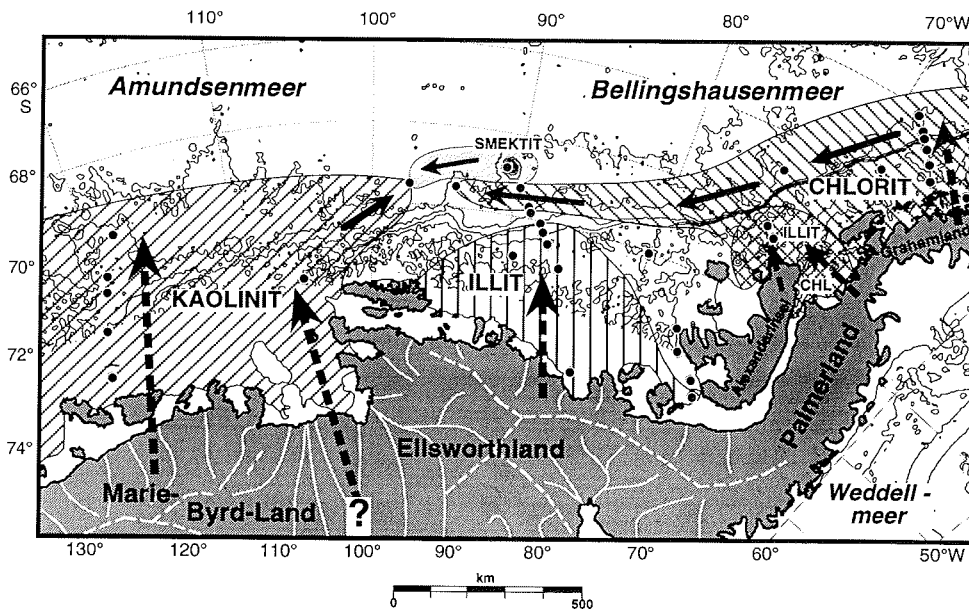 110° 100° 90° 80° 70°W
66°
S
Amundsenmeer
Bellingshausenmeer
SMEKTIT
68°
CHLORIT
ILLIT
Grahamland
70°
KAOLINIT
ILLIT
CHL
Alexanderinsel
72°
Palmerland
74°
Ellsworthland
Marie-
Byrd-Land
?
Weddell-
meer
130° 120° 110° 100° 90° 80° 70° 60° 50°W
km
0 500